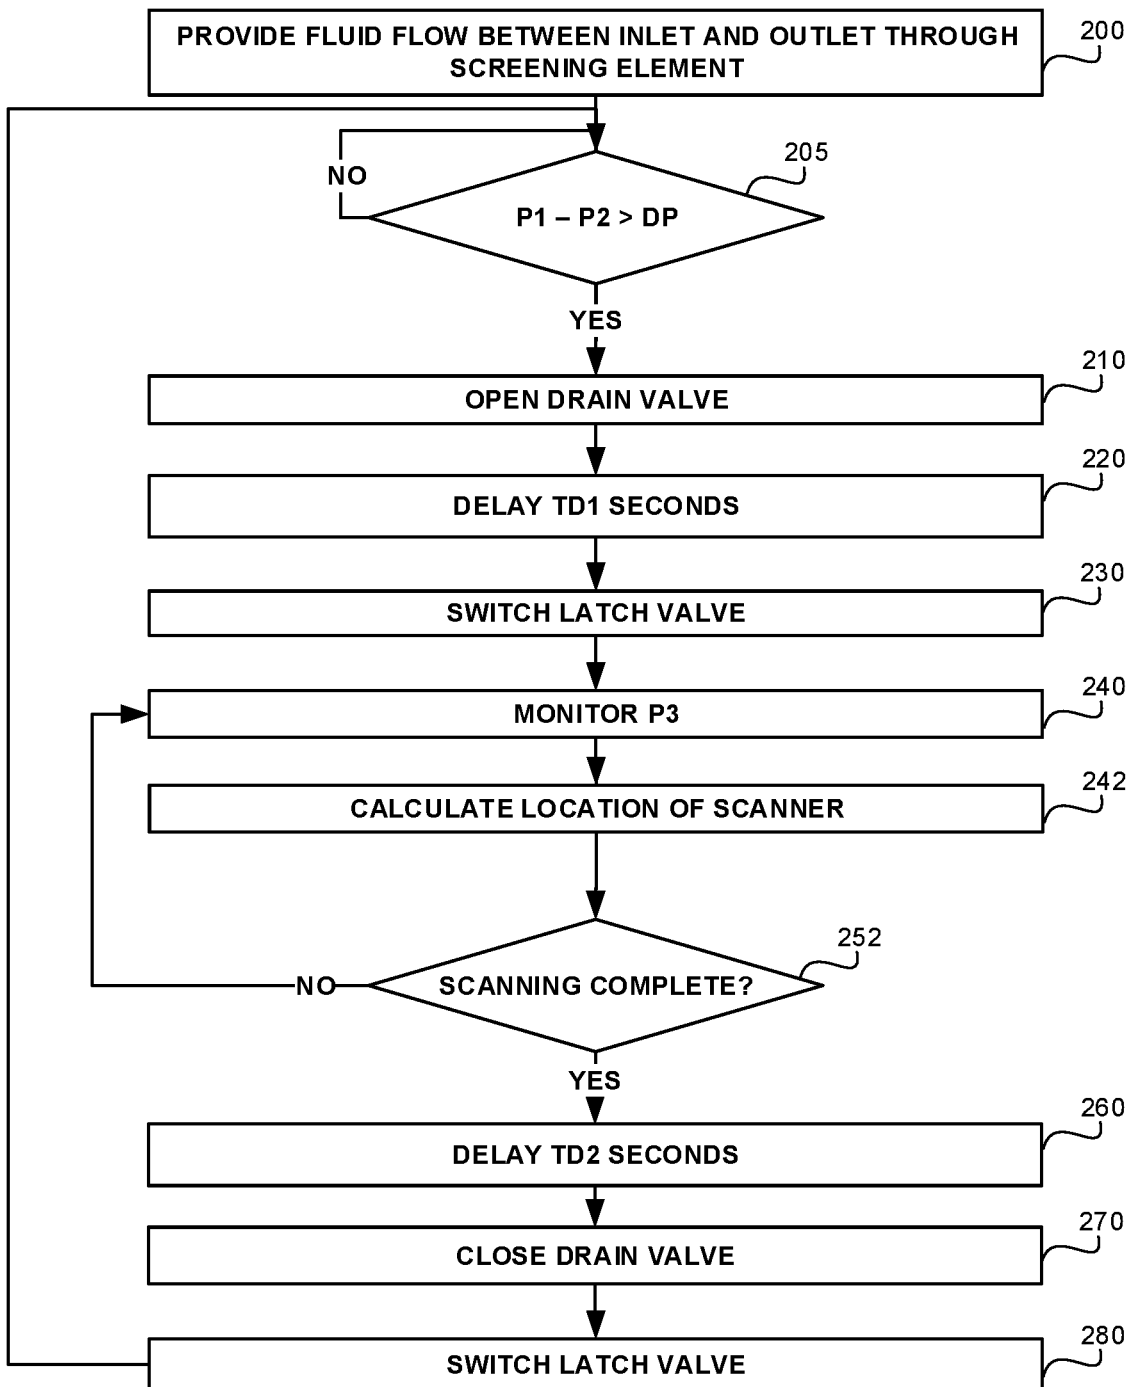 PROVIDE FLUID FLOW BETWEEN INLET AND OUTLET THROUGH
SCREENING ELEMENT
200
205
NO
P1 – P2 > DP
YES
210
OPEN DRAIN VALVE
220
DELAY TD1 SECONDS
230
SWITCH LATCH VALVE
240
MONITOR P3
242
CALCULATE LOCATION OF SCANNER
252
NO
SCANNING COMPLETE?
YES
260
DELAY TD2 SECONDS
270
CLOSE DRAIN VALVE
280
SWITCH LATCH VALVE